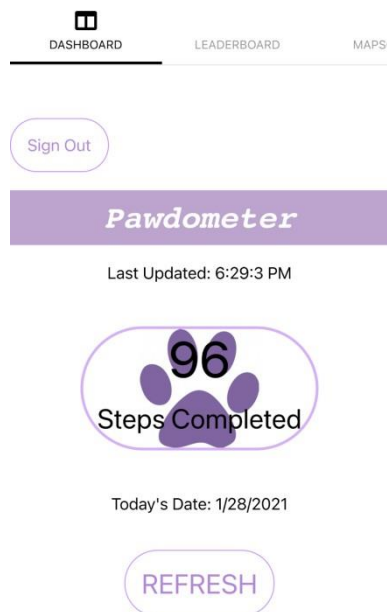 DASHBOARD
LEADERBOARD
MAPS
Sign Out
Pawdometer
Last Updated: 6:29:3 PM
96
Steps Completed
Today's Date: 1/28/2021
REFRESH